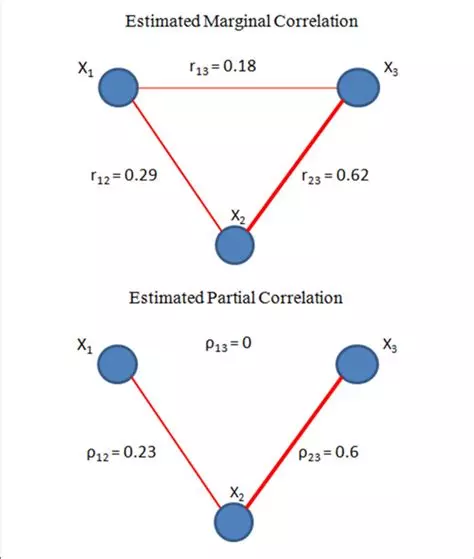 Estimated Marginal Correlation
X₁ r₁₃ = 0.18 X₃
r₁₂ = 0.29 r₂₃ = 0.62
X₂
Estimated Partial Correlation
X₁ ρ₁₃ = 0 X₃
ρ₁₂ = 0.23 ρ₂₃ = 0.6
X₂